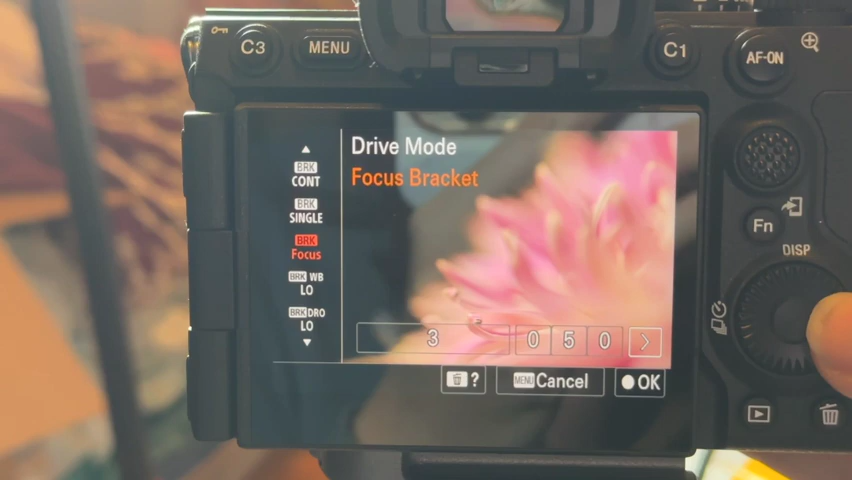 C3
MENU
C1
AF-ON
Drive Mode
Focus Bracket
BRK
CONT
BRK
SINGLE
BRK
Focus
BRK WB
LO
BRK DRO
LO
3 0 5 0 >
?
MENU Cancel
OK
Fn
DISP